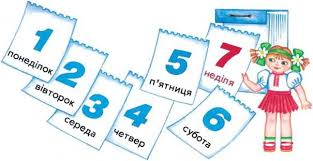 1
понеділок
2
вівторок
3
середа
4
четвер
5
п'ятниця
6
субота
7
неділя